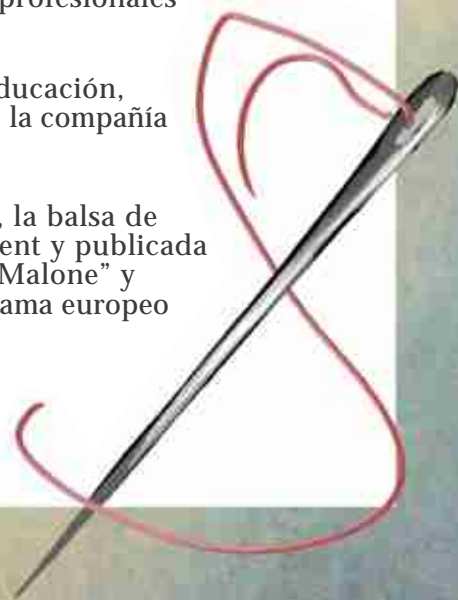 profesionales
ducación,
la compañía
, la balsa de
ent y publicada
Malone” y
ama europeo